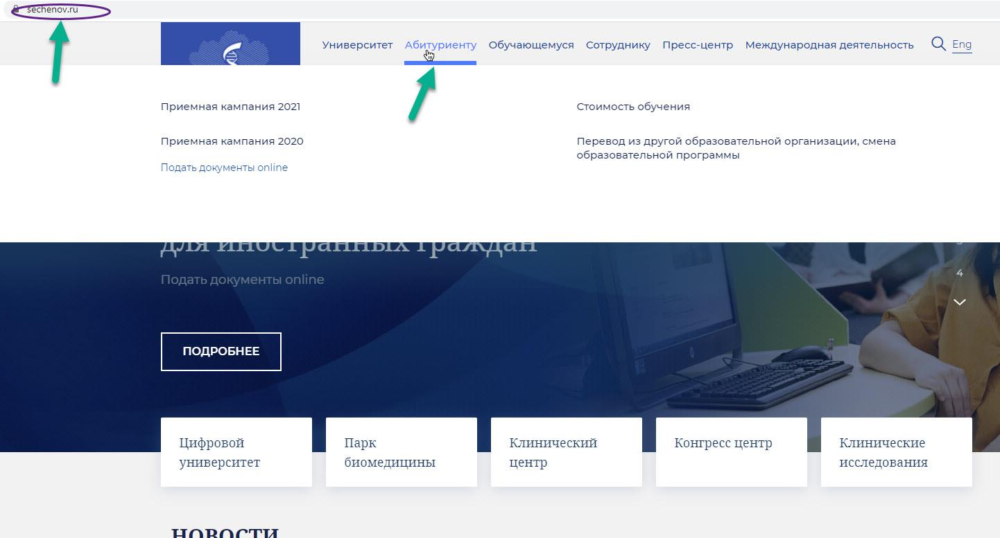 sechenov.ru
Университет Абитуриенту Обучающемуся Сотруднику Пресс-центр Международная деятельность Eng
Приемная кампания 2021
Приемная кампания 2020
Подать документы online
Стоимость обучения
Перевод из другой образовательной организации, смена
образовательной программы
для иностранных граждан
Подать документы online
4
ПОДРОБНЕЕ
Цифровой
университет
Парк
биомедицины
Клинический
центр
Конгресс центр
Клинические
исследования
НОВОСТИ